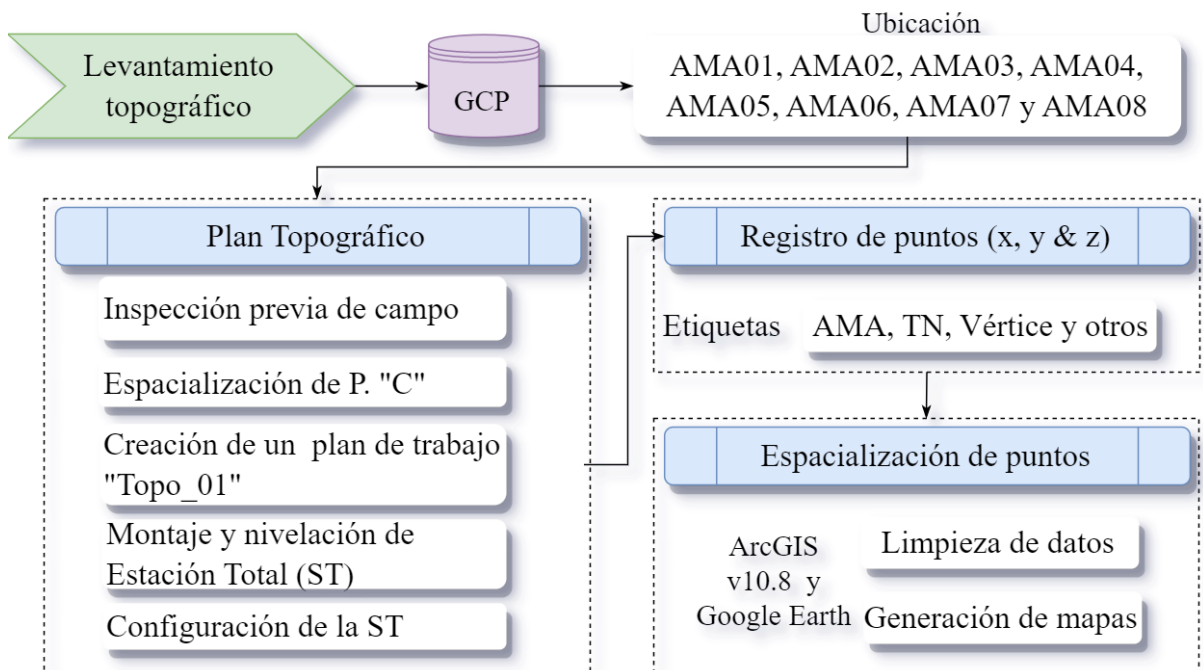 Levantamiento
topográfico
GCP
Ubicación
AMA01, AMA02, AMA03, AMA04,
AMA05, AMA06, AMA07 y AMA08
Plan Topográfico
Inspección previa de campo
Espacialización de P. "C"
Creación de un plan de trabajo
"Topo_01"
Montaje y nivelación de
Estación Total (ST)
Configuración de la ST
Registro de puntos (x, y & z)
Etiquetas
AMA, TN, Vértice y otros
Espacialización de puntos
ArcGIS
v10.8 y
Google Earth
Limpieza de datos
Generación de mapas